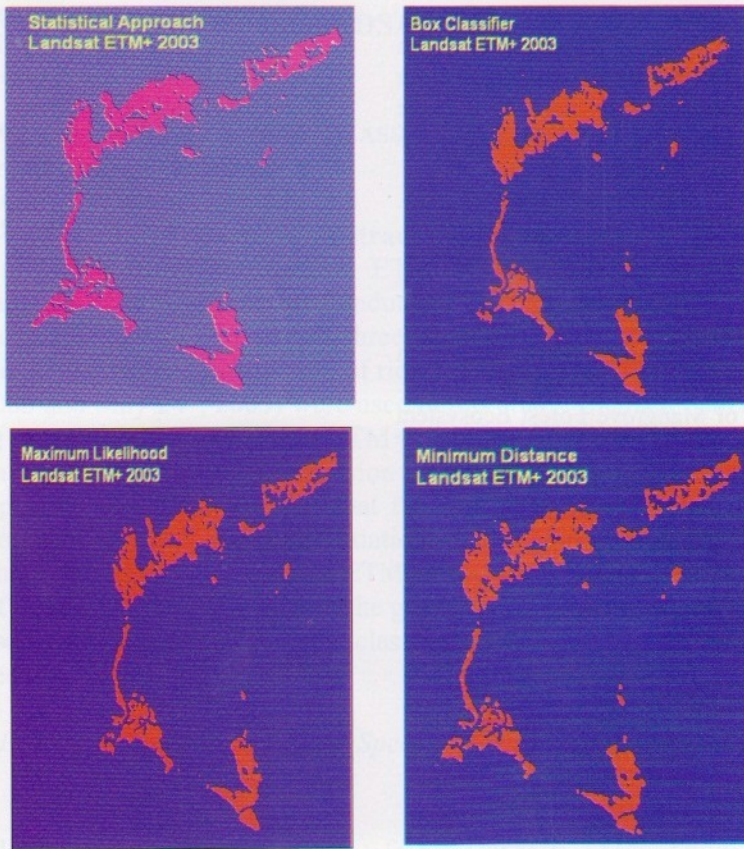 Statistical Approach
Landsat ETM+ 2003
Box Classifier
Landsat ETM+ 2003
Maximum Likelihood
Landsat ETM+ 2003
Minimum Distance
Landsat ETM+ 2003